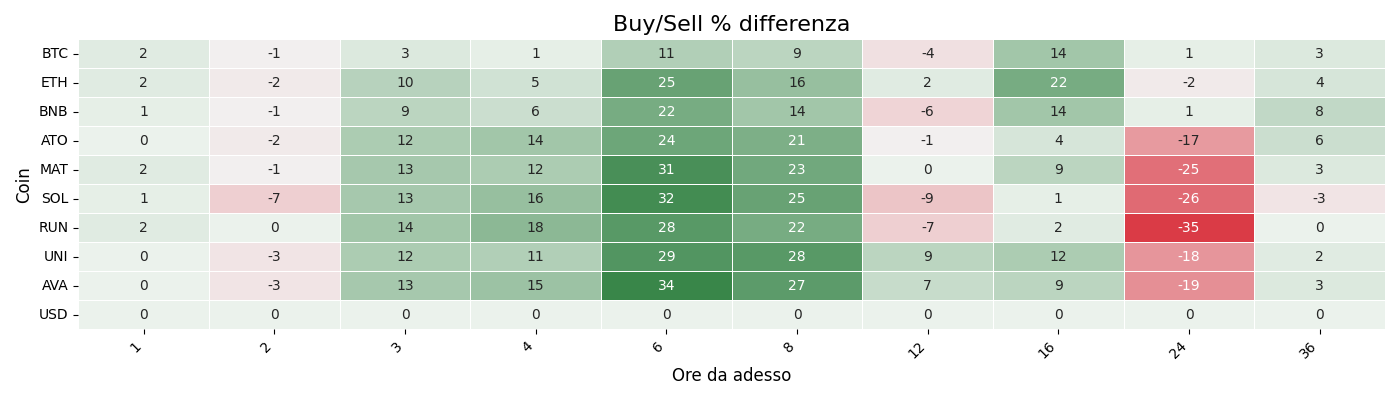 Buy/Sell % differenza
Coin
BTC 2 -1 3 1 11 9 -4 14 1 3
ETH 2 -2 10 5 25 16 2 22 -2 4
BNB 1 -1 9 6 22 14 -6 14 1 8
ATO 0 -2 12 14 24 21 -1 4 -17 6
MAT 2 -1 13 12 31 23 0 9 -25 3
SOL 1 -7 13 16 32 25 -9 1 -26 -3
RUN 2 0 14 18 28 22 -7 2 -35 0
UNI 0 -3 12 11 29 28 9 12 -18 2
AVA 0 -3 13 15 34 27 7 9 -19 3
USD 0 0 0 0 0 0 0 0 0 0
1 2 3 4 6 8 12 16 24 36
Ore da adesso